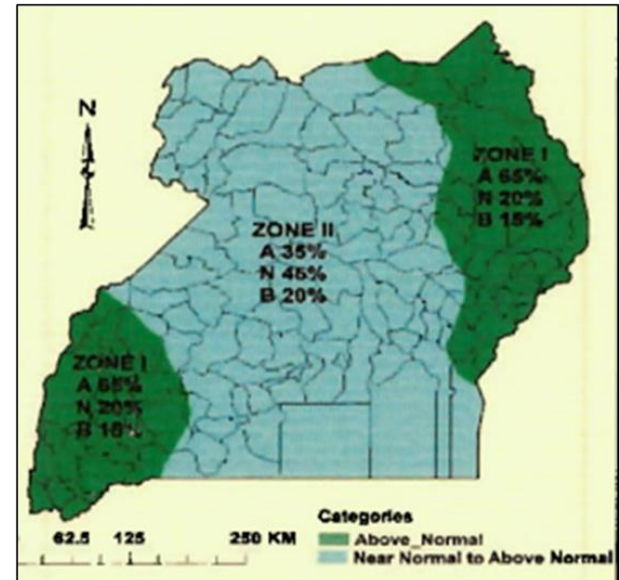 N
ZONE I
A 65%
N 20%
B 15%
ZONE II
A 35%
N 45%
B 20%
ZONE I
A 65%
N 20%
B 15%
Categories
62.5 125 250 KM
Above_Normal
Near Normal to Above Normal